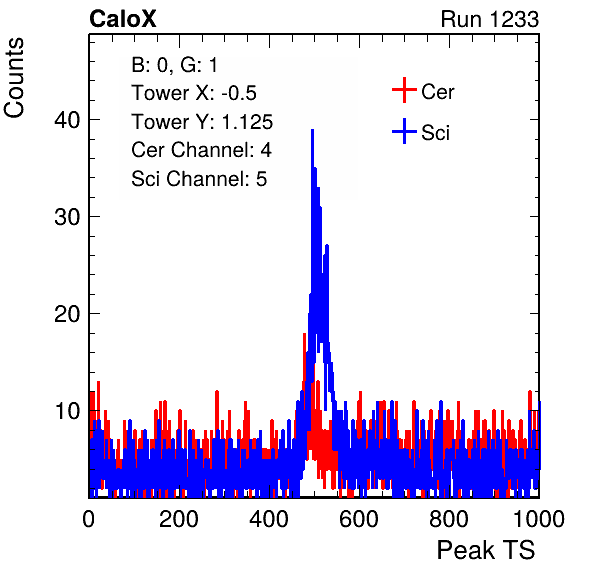 CaloX Run 1233
Counts
B: 0, G: 1
Tower X: -0.5
Tower Y: 1.125
Cer Channel: 4
Sci Channel: 5
Cer
Sci
40
30
20
10
0 200 400 600 800 1000
Peak TS